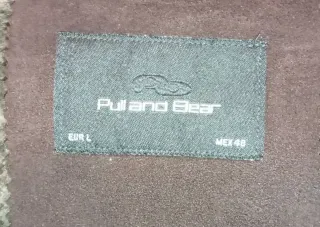 Pull and Bear
EUR L
MEX 48